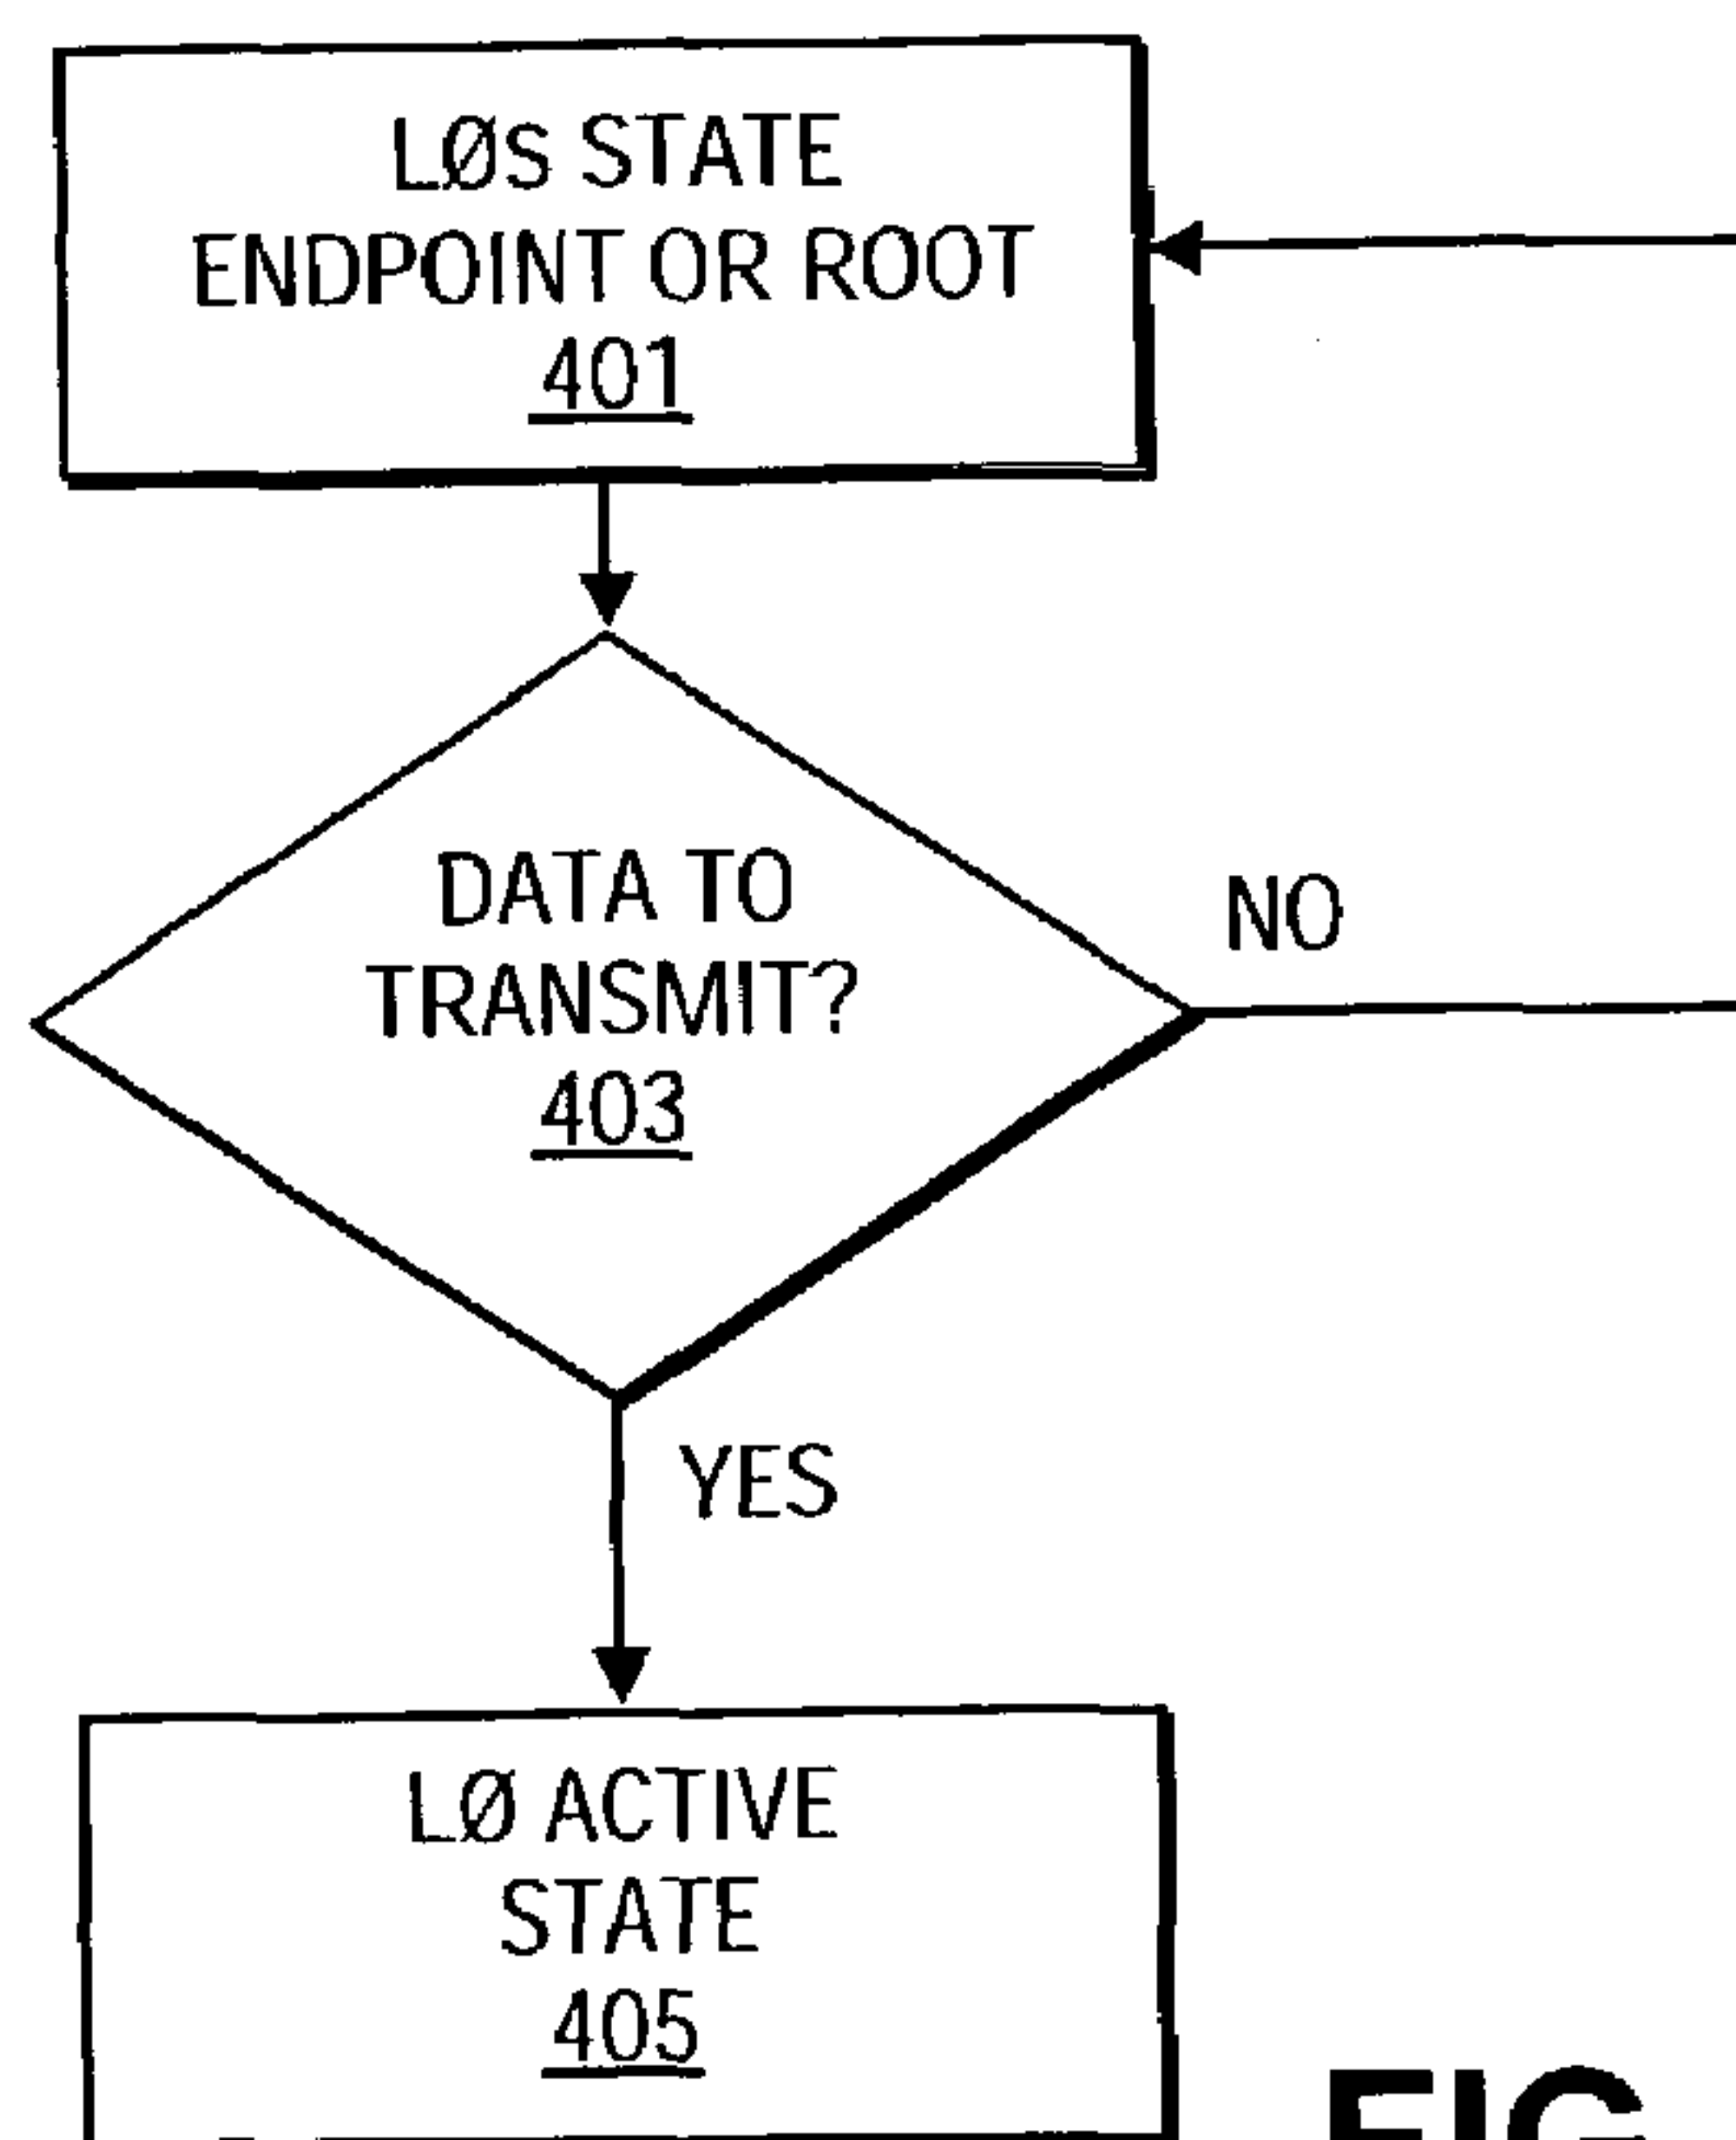 LØS STATE
ENDPOINT OR ROOT
401
DATA TO
TRANSMIT?
403
NO
YES
LØ ACTIVE
STATE
405
FIG